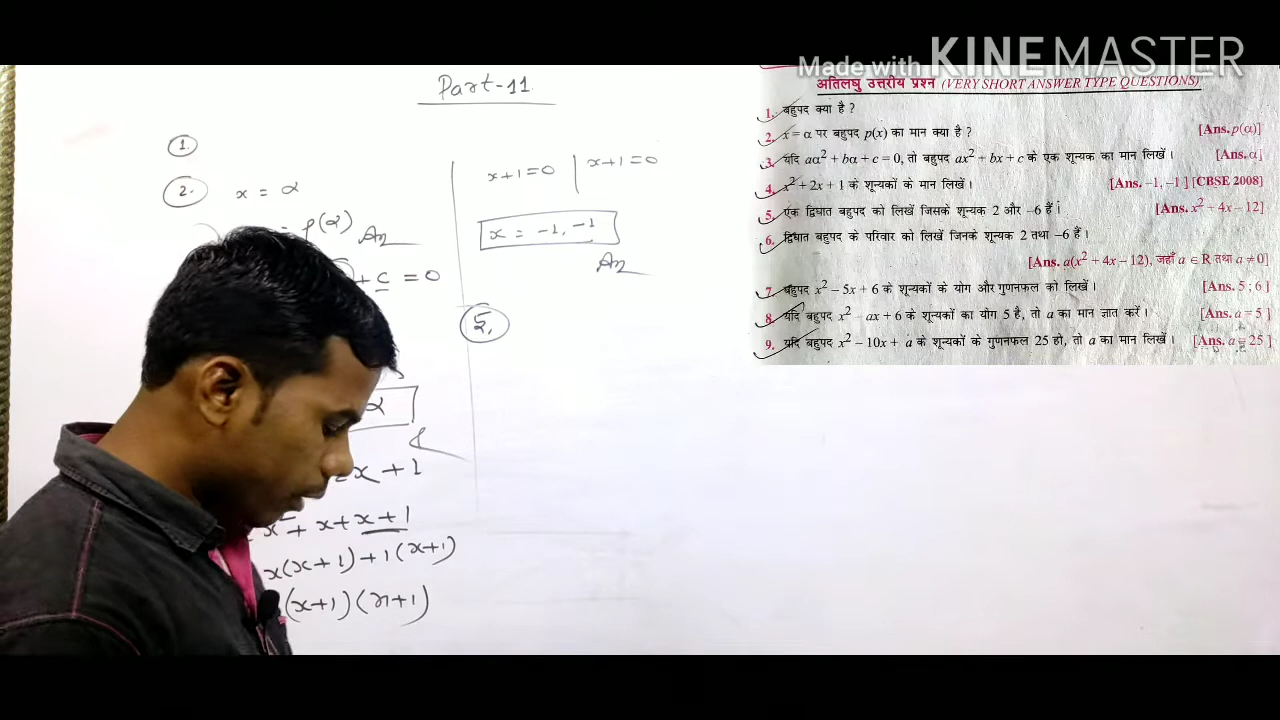 Made with KINEMASTER
Part-11.
1.
2. x = α
= p(α) Ans
+ c = 0
α
x + 1
x² + x + x + 1
x(x+1) + 1(x+1)
(x+1) (x+1)
x+1=0 | x+1=0
x = -1, -1
Ans
5.
अतिलघु उत्तरीय प्रश्न (VERY SHORT ANSWER TYPE QUESTIONS)
1. बहुपद क्या है ?
2. x = α पर बहुपद p(x) का मान क्या है ? [Ans. p(α)]
3. यदि aα² + bα + c = 0, तो बहुपद ax² + bx + c के एक शून्यक का मान लिखें। [Ans. α]
4. x² + 2x + 1 के शून्यकों के मान लिखें। [Ans. −1, −1 ] [CBSE 2008]
5. एक द्विघात बहुपद को लिखें जिसके शून्यक 2 और −6 हैं। [Ans. x² + 4x − 12]
6. द्विघात बहुपद के परिवार को लिखें जिनके शून्यक 2 तथा −6 हैं।
[Ans. a(x² + 4x − 12), जहाँ a ∈ R तथा a ≠ 0]
7. बहुपद x² − 5x + 6 के शून्यकों के योग और गुणनफल को लिखें। [Ans. 5 ; 6 ]
8. यदि बहुपद x² − ax + 6 के शून्यकों का योग 5 है, तो a का मान ज्ञात करें। [Ans. a = 5 ]
9. यदि बहुपद x² − 10x + a के शून्यकों के गुणनफल 25 हो, तो a का मान लिखें। [Ans. a = 25 ]